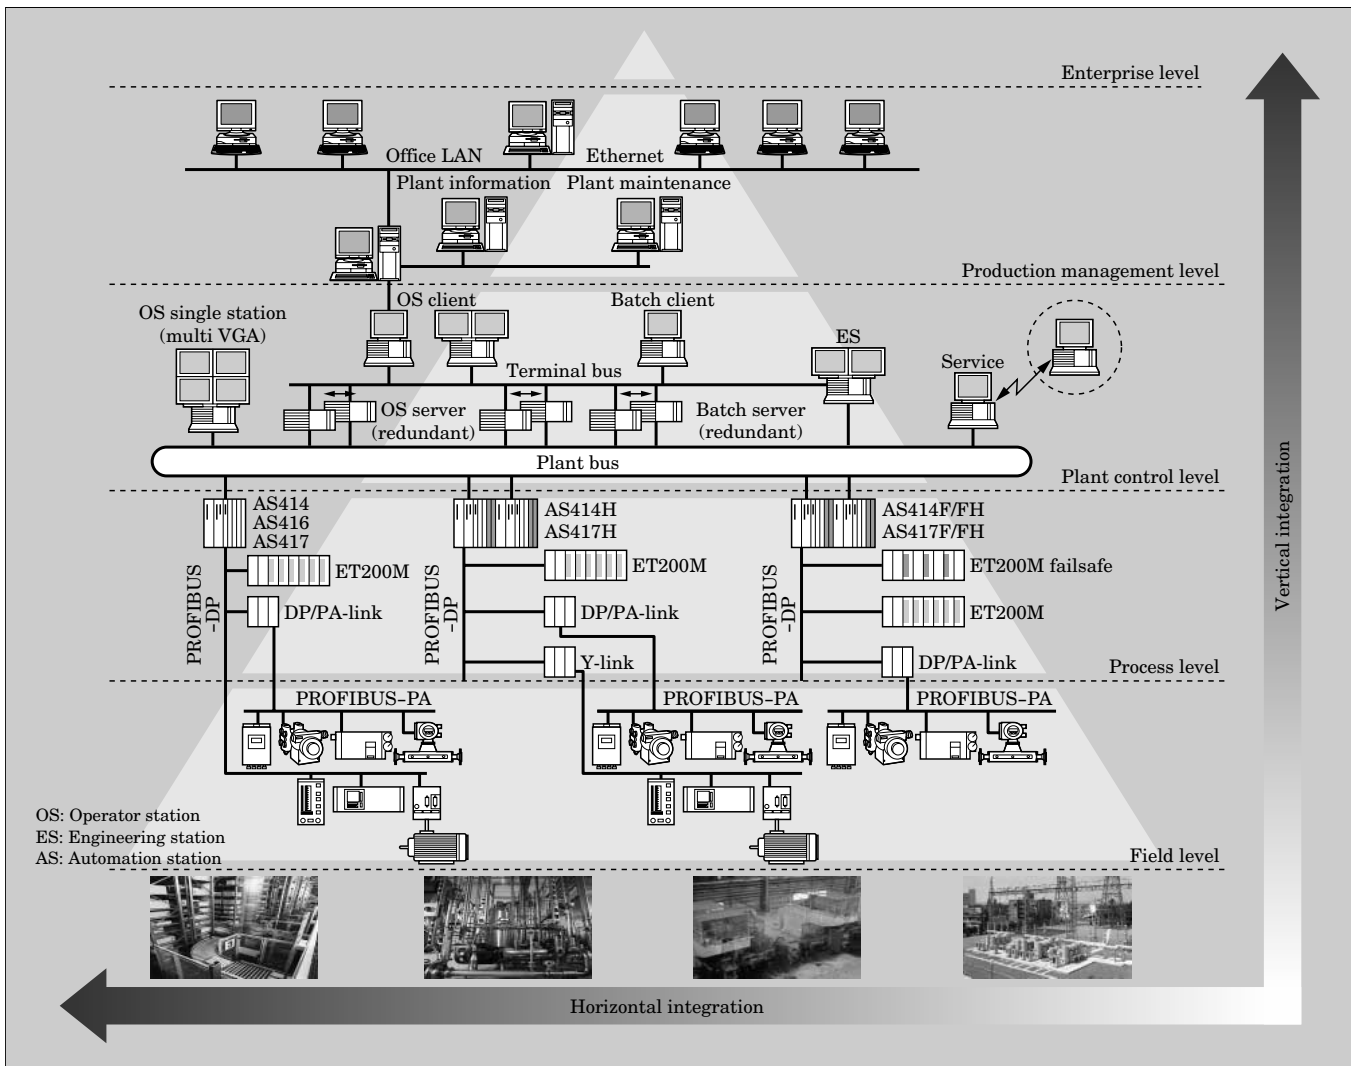 Enterprise level
Office LAN
Ethernet
Plant information
Plant maintenance
Production management level
OS single station
(multi VGA)
OS client
Batch client
ES
Service
Terminal bus
OS server
(redundant)
Batch server
(redundant)
Plant bus
Plant control level
AS414
AS416
AS417
AS414H
AS417H
AS414F/FH
AS417F/FH
PROFIBUS
-DP
ET200M
DP/PA-link
PROFIBUS
-DP
ET200M
DP/PA-link
Y-link
PROFIBUS
-DP
ET200M failsafe
ET200M
DP/PA-link
Process level
PROFIBUS-PA
PROFIBUS-PA
PROFIBUS-PA
OS: Operator station
ES: Engineering station
AS: Automation station
Field level
Horizontal integration
Vertical integration